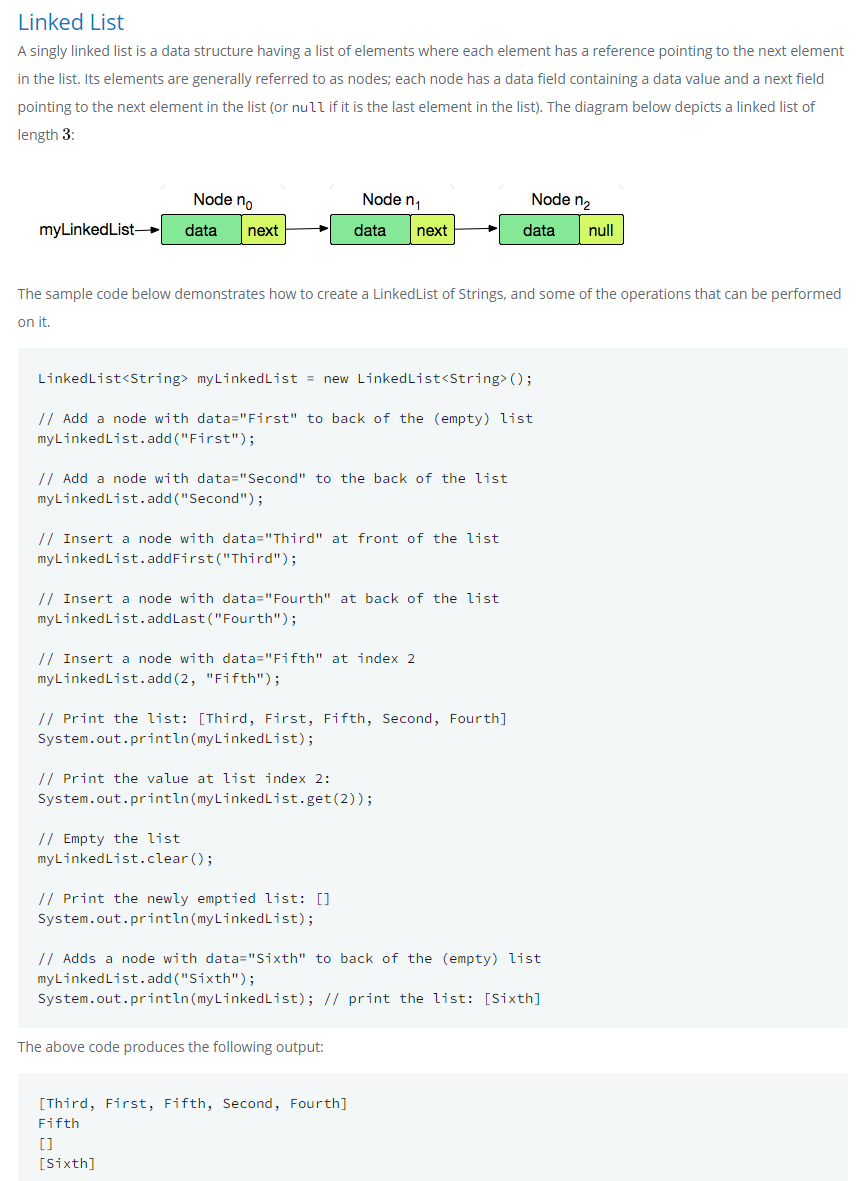 Linked List
A singly linked list is a data structure having a list of elements where each element has a reference pointing to the next element
in the list. Its elements are generally referred to as nodes; each node has a data field containing a data value and a next field
pointing to the next element in the list (or null if it is the last element in the list). The diagram below depicts a linked list of
length 3:
Node n0 Node n1 Node n2
myLinkedList data next data next data null
The sample code below demonstrates how to create a LinkedList of Strings, and some of the operations that can be performed
on it.
LinkedList<String> myLinkedList = new LinkedList<String>();
// Add a node with data="First" to back of the (empty) list
myLinkedList.add("First");
// Add a node with data="Second" to the back of the list
myLinkedList.add("Second");
// Insert a node with data="Third" at front of the list
myLinkedList.addFirst("Third");
// Insert a node with data="Fourth" at back of the list
myLinkedList.addLast("Fourth");
// Insert a node with data="Fifth" at index 2
myLinkedList.add(2, "Fifth");
// Print the list: [Third, First, Fifth, Second, Fourth]
System.out.println(myLinkedList);
// Print the value at list index 2:
System.out.println(myLinkedList.get(2));
// Empty the list
myLinkedList.clear();
// Print the newly emptied list: []
System.out.println(myLinkedList);
// Adds a node with data="Sixth" to back of the (empty) list
myLinkedList.add("Sixth");
System.out.println(myLinkedList); // print the list: [Sixth]
The above code produces the following output:
[Third, First, Fifth, Second, Fourth]
Fifth
[]
[Sixth]